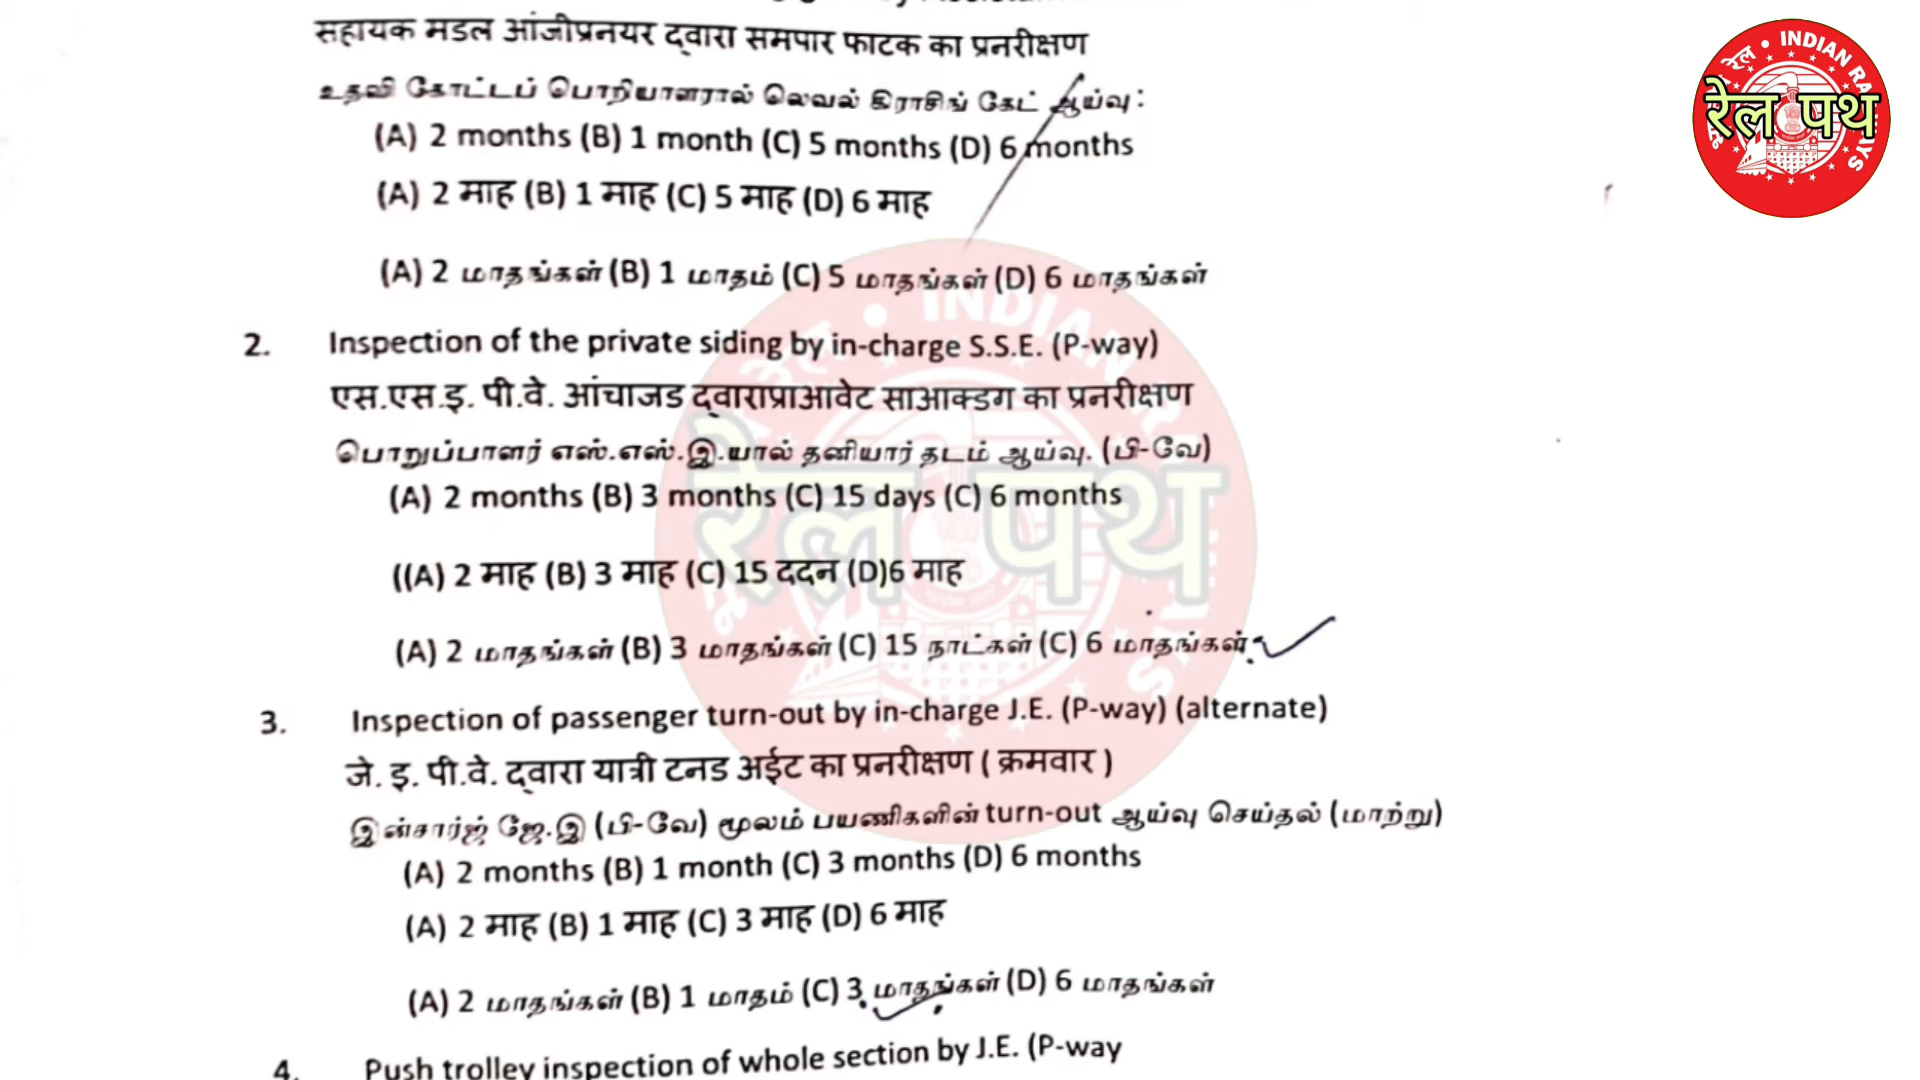 सहायक मडल आंजीप्रनयर द्वारा समपार फाटक का प्रनरीक्षण
உதவி கோட்டப் பொறியாளரால் லெவல் கிராசிங் கேட் ஆய்வு:
(A) 2 months (B) 1 month (C) 5 months (D) 6 months
(A) 2 माह (B) 1 माह (C) 5 माह (D) 6 माह
(A) 2 மாதங்கள் (B) 1 மாதம் (C) 5 மாதங்கள் (D) 6 மாதங்கள்
2. Inspection of the private siding by in-charge S.S.E. (P-way)
एस.एस.इ. पी.वे. आंचाजड द्वाराप्राआवेट साआक्डग का प्रनरीक्षण
பொறுப்பாளர் எஸ்.எஸ்.இ.யால் தனியார் தடம் ஆய்வு. (பி-வே)
(A) 2 months (B) 3 months (C) 15 days (C) 6 months
((A) 2 माह (B) 3 माह (C) 15 ददन (D)6 माह
(A) 2 மாதங்கள் (B) 3 மாதங்கள் (C) 15 நாட்கள் (C) 6 மாதங்கள்.
3. Inspection of passenger turn-out by in-charge J.E. (P-way) (alternate)
जे. इ. पी.वे. द्वारा यात्री टनड अईट का प्रनरीक्षण ( क्रमवार )
இன்சார்ஜ் ஜே.இ (பி-வே) மூலம் பயணிகளின் turn-out ஆய்வு செய்தல் (மாற்று)
(A) 2 months (B) 1 month (C) 3 months (D) 6 months
(A) 2 माह (B) 1 माह (C) 3 माह (D) 6 माह
(A) 2 மாதங்கள் (B) 1 மாதம் (C) 3 மாதங்கள் (D) 6 மாதங்கள்
4. Push trolley inspection of whole section by J.E. (P-way
रेल पथ
INDIAN RAILWAYS
रेल पथ